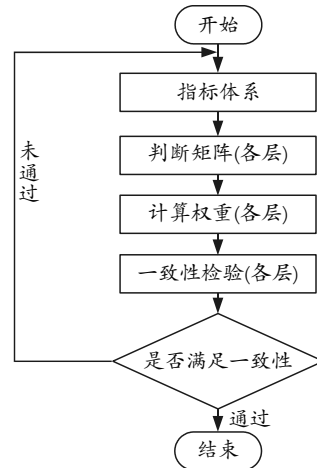 开始
指标体系
判断矩阵(各层)
计算权重(各层)
一致性检验(各层)
是否满足一致性
未通过
通过
结束